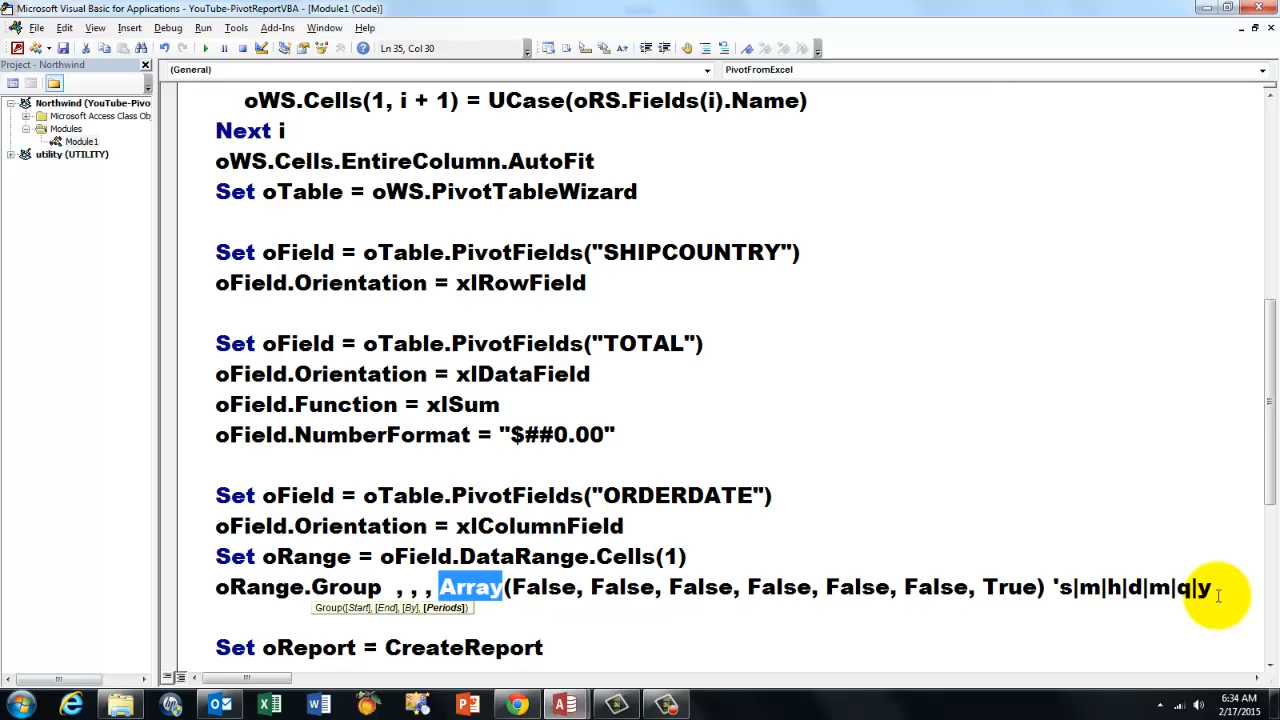 Microsoft Visual Basic for Applications - YouTube-PivotReportVBA - [Module1 (Code)]
File Edit View Insert Debug Run Tools Add-Ins Window Help
Ln 35, Col 30
Project - Northwind
(General) PivotFromExcel
Northwind (YouTube-Pivo
Microsoft Access Class Obj
Modules
Module1
utility (UTILITY)
oWS.Cells(1, i + 1) = UCase(oRS.Fields(i).Name)
Next i
oWS.Cells.EntireColumn.AutoFit
Set oTable = oWS.PivotTableWizard
Set oField = oTable.PivotFields("SHIPCOUNTRY")
oField.Orientation = xlRowField
Set oField = oTable.PivotFields("TOTAL")
oField.Orientation = xlDataField
oField.Function = xlSum
oField.NumberFormat = "$##0.00"
Set oField = oTable.PivotFields("ORDERDATE")
oField.Orientation = xlColumnField
Set oRange = oField.DataRange.Cells(1)
oRange.Group , , , Array(False, False, False, False, False, False, True) 's|m|h|d|m|q|y
Group([Start], [End], [By], [Periods])
Set oReport = CreateReport
6:34 AM
2/17/2015